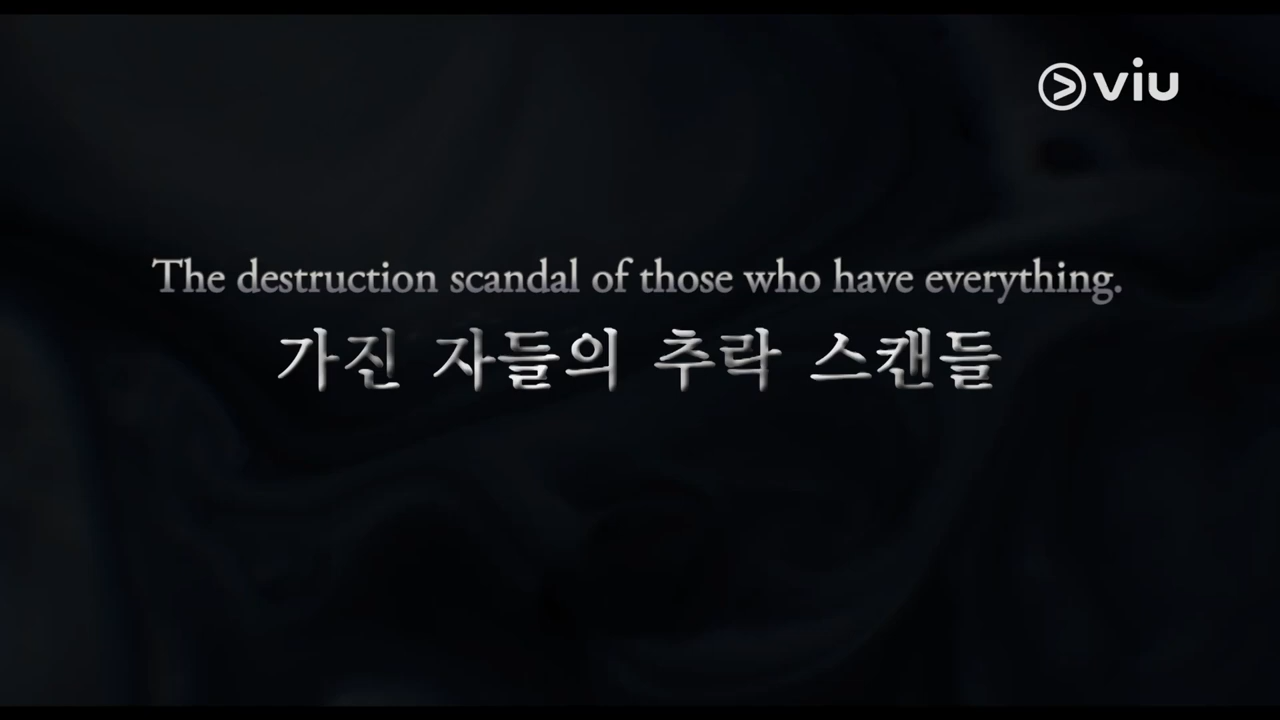 viu
The destruction scandal of those who have everything.
가진 자들의 추락 스캔들